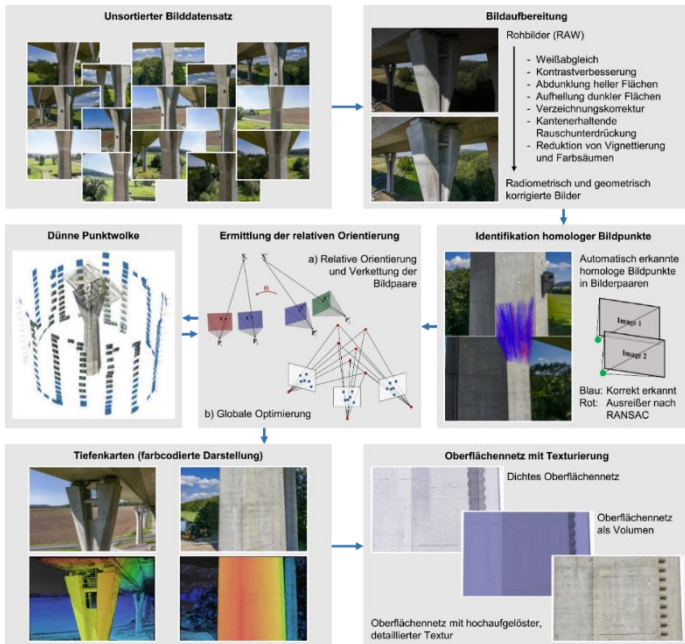 Unsortierter Bilddatensatz
Bildaufbereitung
Rohbilder (RAW)
- Weißabgleich
- Kontrastverbesserung
- Abdunklung heller Flächen
- Aufhellung dunkler Flächen
- Verzeichnungskorrektur
- Kantenerhaltende
Rauschunterdrückung
- Reduktion von Vignettierung
und Farbsäumen
Radiometrisch und geometrisch
korrigierte Bilder
Dünne Punktwolke
Ermittlung der relativen Orientierung
a) Relative Orientierung
und Verkettung der
Bildpaare
b) Globale Optimierung
Identifikation homologer Bildpunkte
Automatisch erkannte
homologe Bildpunkte
in Bilderpaaren
Image 1
Image 2
Blau: Korrekt erkannt
Rot: Ausreißer nach
RANSAC
Tiefenkarten (farbcodierte Darstellung)
Oberflächennetz mit Texturierung
Dichtes Oberflächennetz
Oberflächennetz
als Volumen
Oberflächennetz mit hochaufgelöster,
detaillierter Textur